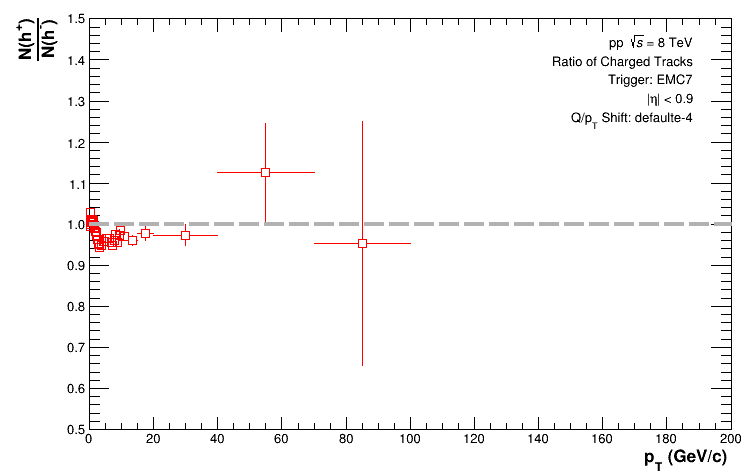 N(h⁺)
N(h⁻)
1.5
1.4
1.3
1.2
1.1
1.0
0.9
0.8
0.7
0.6
0.5
pp √s = 8 TeV
Ratio of Charged Tracks
Trigger: EMC7
|η| < 0.9
Q/p_T Shift: defaulte-4
0 20 40 60 80 100 120 140 160 180 200
p_T (GeV/c)